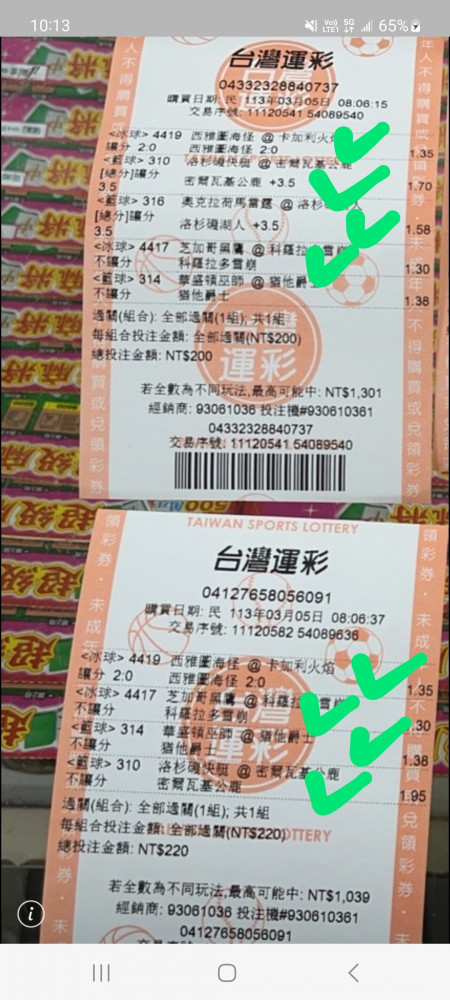 10:13
65%
台灣運彩
04332328840737
購買日期: 民 113年03月05日 08:06:15
交易序號: 11120541 54089540
<冰球> 4419 西雅圖海怪 @ 卡加利火焰
讓分 2:0 西雅圖海怪 2:0
1.35
<籃球> 310 洛杉磯快艇 @ 密爾瓦基公鹿
[總分]讓分
3.5 密爾瓦基公鹿 +3.5
1.70
<籃球> 316 奧克拉荷馬雷霆 @ 洛杉 人
[總分]讓分
3.5 洛杉磯湖人 +3.5
1.58
<冰球> 4417 芝加哥黑鷹 @ 科羅拉多雪崩
不讓分 科羅拉多雪崩
1.30
<籃球> 314 華盛頓巫師 @ 猶他爵士
不讓分 猶他爵士
1.38
過關(組合): 全部過關(1組); 共1組
每組合投注金額: 全部過關(NT$200)
總投注金額: NT$200
若全數為不同玩法,最高可能中: NT$1,301
經銷商: 93061036 投注機#930610361
04332328840737
交易序號: 11120541 54089540
TAIWAN SPORTS LOTTERY
台灣運彩
04127658056091
購買日期: 民 113年03月05日 08:06:37
交易序號: 11120582 54089636
<冰球> 4419 西雅圖海怪 @ 卡加利火焰
讓分 2:0 西雅圖海怪 2:0
1.35
<冰球> 4417 芝加哥黑鷹 @ 科羅拉多雪崩
不讓分 科羅拉多雪崩
.30
<籃球> 314 華盛頓巫師 @ 猶他爵士
不讓分 猶他爵士
1.38
<籃球> 310 洛杉磯快艇 @ 密爾瓦基公鹿
不讓分 密爾瓦基公鹿
1.95
過關(組合): 全部過關(1組); 共1組
每組合投注金額: 全部過關(NT$220)
總投注金額: NT$220
若全數為不同玩法,最高可能中: NT$1,039
經銷商: 93061036 投注機#930610361
04127658056091